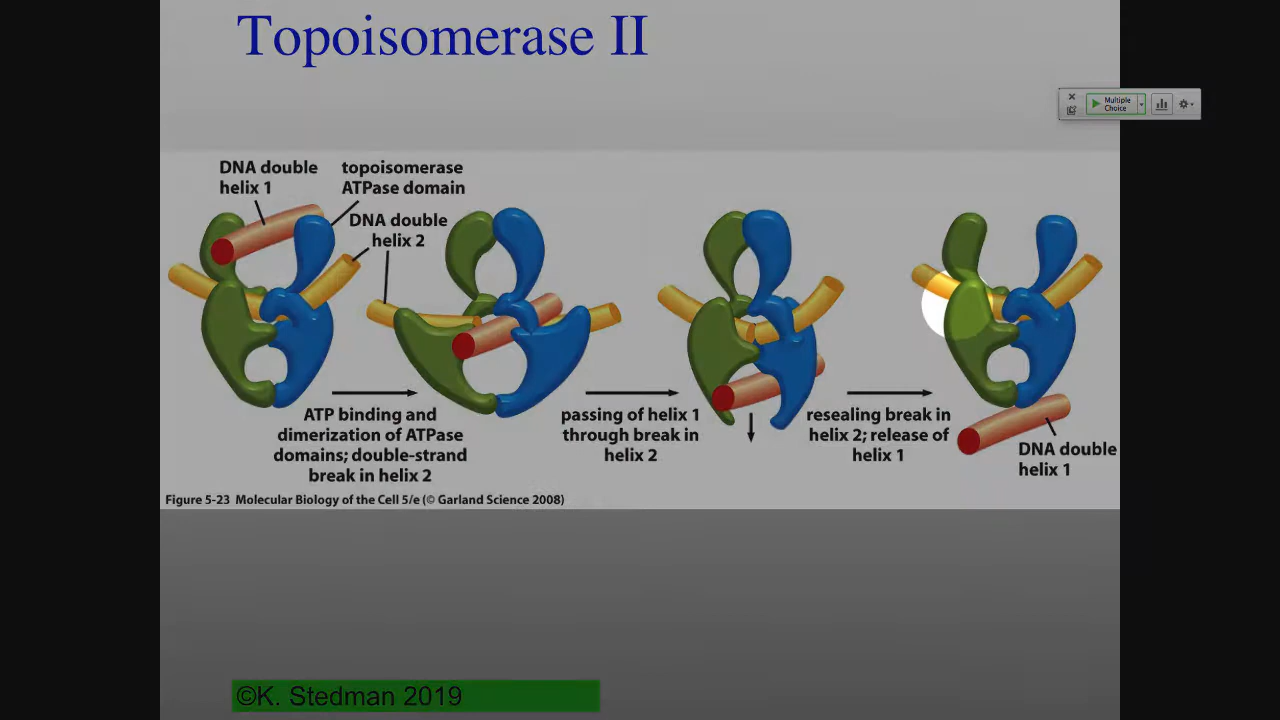 Topoisomerase II
Multiple
Choice
DNA double
helix 1
topoisomerase
ATPase domain
DNA double
helix 2
ATP binding and
dimerization of ATPase
domains; double-strand
break in helix 2
passing of helix 1
through break in
helix 2
resealing break in
helix 2; release of
helix 1
DNA double
helix 1
Figure 5-23 Molecular Biology of the Cell 5/e (© Garland Science 2008)
©K. Stedman 2019